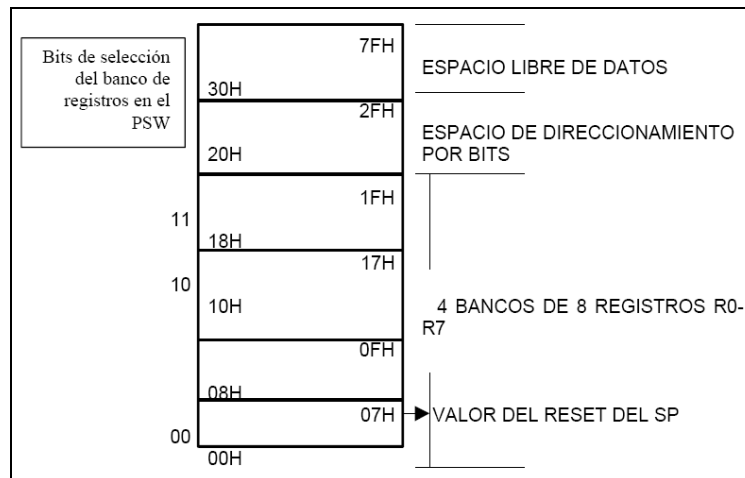 Bits de selección
del banco de
registros en el
PSW
7FH
30H
ESPACIO LIBRE DE DATOS
2FH
20H
ESPACIO DE DIRECCIONAMIENTO
POR BITS
1FH
11
18H
17H
10
10H
4 BANCOS DE 8 REGISTROS R0-
R7
0FH
08H
07H
VALOR DEL RESET DEL SP
00
00H